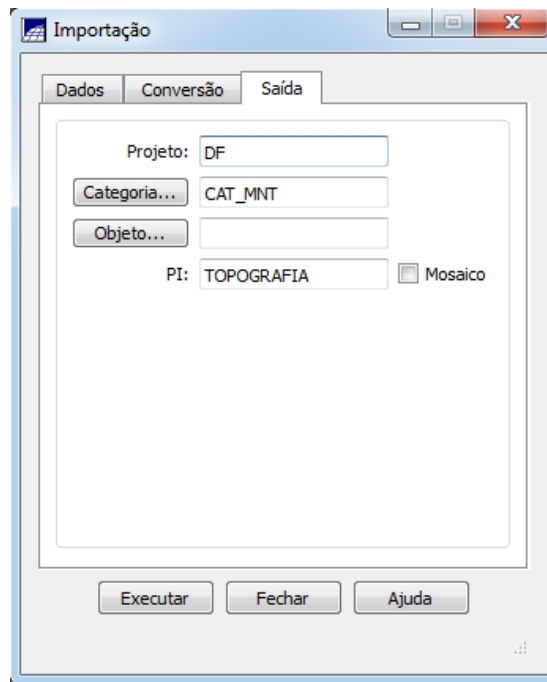 Importação
Dados Conversão Saída
Projeto: DF
Categoria... CAT_MNT
Objeto...
PI: TOPOGRAFIA Mosaico
Executar Fechar Ajuda